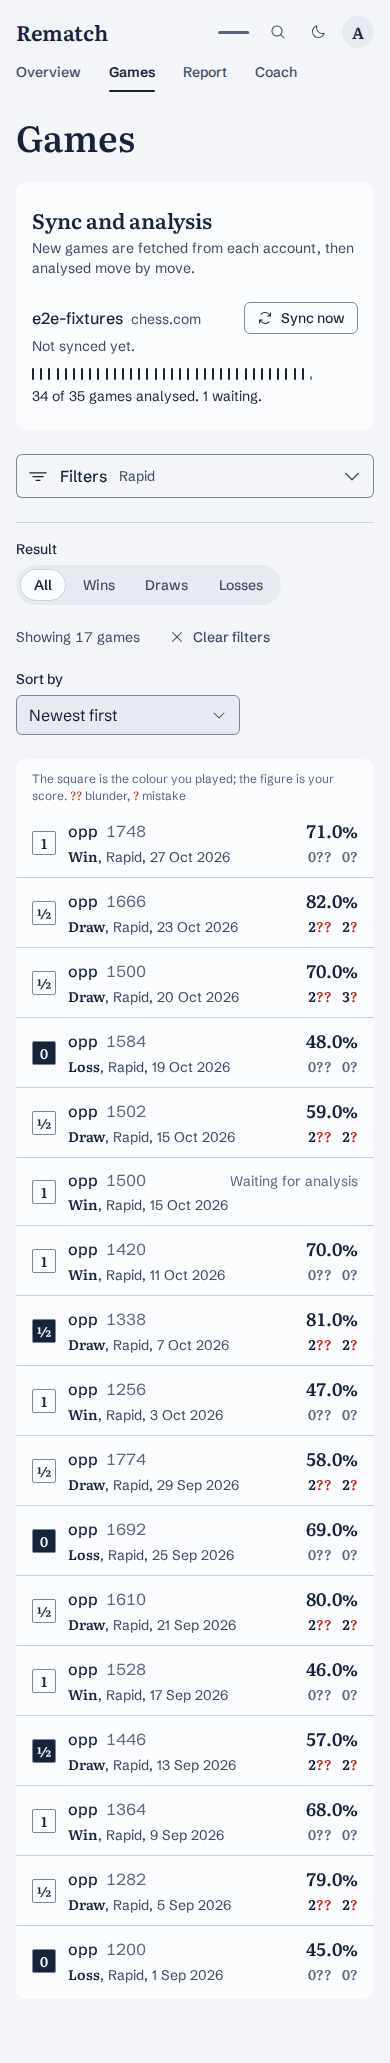 Rematch
A
Overview Games Report Coach
Games
Sync and analysis
New games are fetched from each account, then
analysed move by move.
e2e-fixtures chess.com Sync now
Not synced yet.
34 of 35 games analysed. 1 waiting.
Filters Rapid
Result
All Wins Draws Losses
Showing 17 games Clear filters
Sort by
Newest first
The square is the colour you played; the figure is your
score. ?? blunder, ? mistake
1 opp 1748 71.0%
Win, Rapid, 27 Oct 2026 0?? 0?
½ opp 1666 82.0%
Draw, Rapid, 23 Oct 2026 2?? 2?
½ opp 1500 70.0%
Draw, Rapid, 20 Oct 2026 2?? 3?
0 opp 1584 48.0%
Loss, Rapid, 19 Oct 2026 0?? 0?
½ opp 1502 59.0%
Draw, Rapid, 15 Oct 2026 2?? 2?
1 opp 1500 Waiting for analysis
Win, Rapid, 15 Oct 2026
1 opp 1420 70.0%
Win, Rapid, 11 Oct 2026 0?? 0?
½ opp 1338 81.0%
Draw, Rapid, 7 Oct 2026 2?? 2?
1 opp 1256 47.0%
Win, Rapid, 3 Oct 2026 0?? 0?
½ opp 1774 58.0%
Draw, Rapid, 29 Sep 2026 2?? 2?
0 opp 1692 69.0%
Loss, Rapid, 25 Sep 2026 0?? 0?
½ opp 1610 80.0%
Draw, Rapid, 21 Sep 2026 2?? 2?
1 opp 1528 46.0%
Win, Rapid, 17 Sep 2026 0?? 0?
½ opp 1446 57.0%
Draw, Rapid, 13 Sep 2026 2?? 2?
1 opp 1364 68.0%
Win, Rapid, 9 Sep 2026 0?? 0?
½ opp 1282 79.0%
Draw, Rapid, 5 Sep 2026 2?? 2?
0 opp 1200 45.0%
Loss, Rapid, 1 Sep 2026 0?? 0?